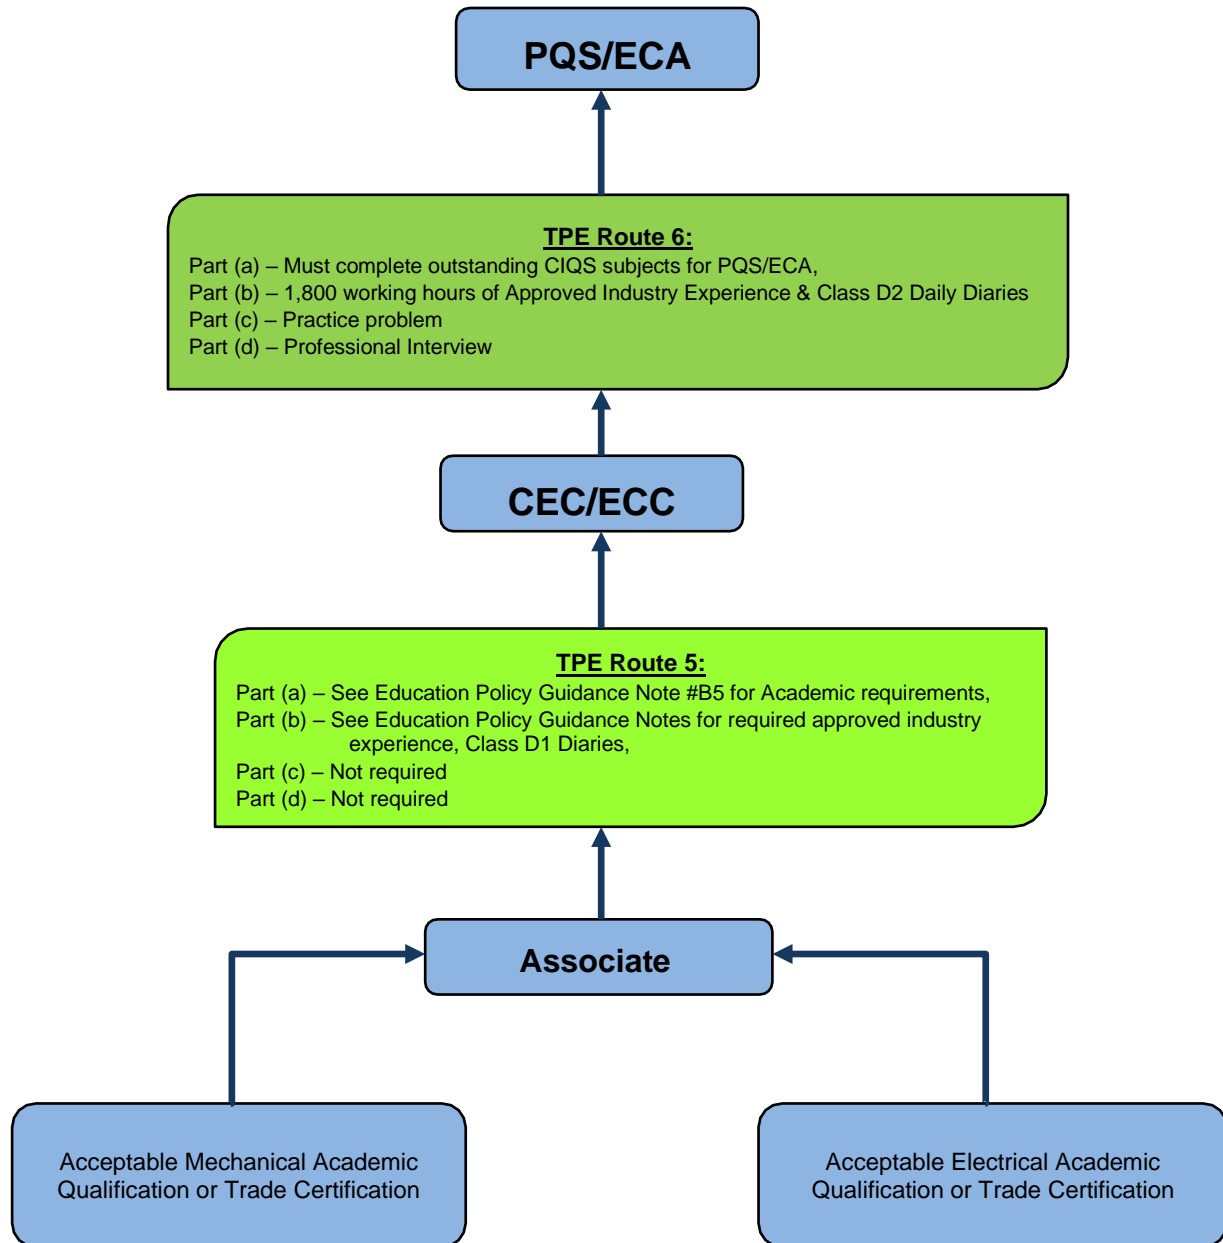 PQS/ECA
TPE Route 6:
Part (a) – Must complete outstanding CIQS subjects for PQS/ECA,
Part (b) – 1,800 working hours of Approved Industry Experience & Class D2 Daily Diaries
Part (c) – Practice problem
Part (d) – Professional Interview
CEC/ECC
TPE Route 5:
Part (a) – See Education Policy Guidance Note #B5 for Academic requirements,
Part (b) – See Education Policy Guidance Notes for required approved industry
experience, Class D1 Diaries,
Part (c) – Not required
Part (d) – Not required
Associate
Acceptable Mechanical Academic
Qualification or Trade Certification
Acceptable Electrical Academic
Qualification or Trade Certification